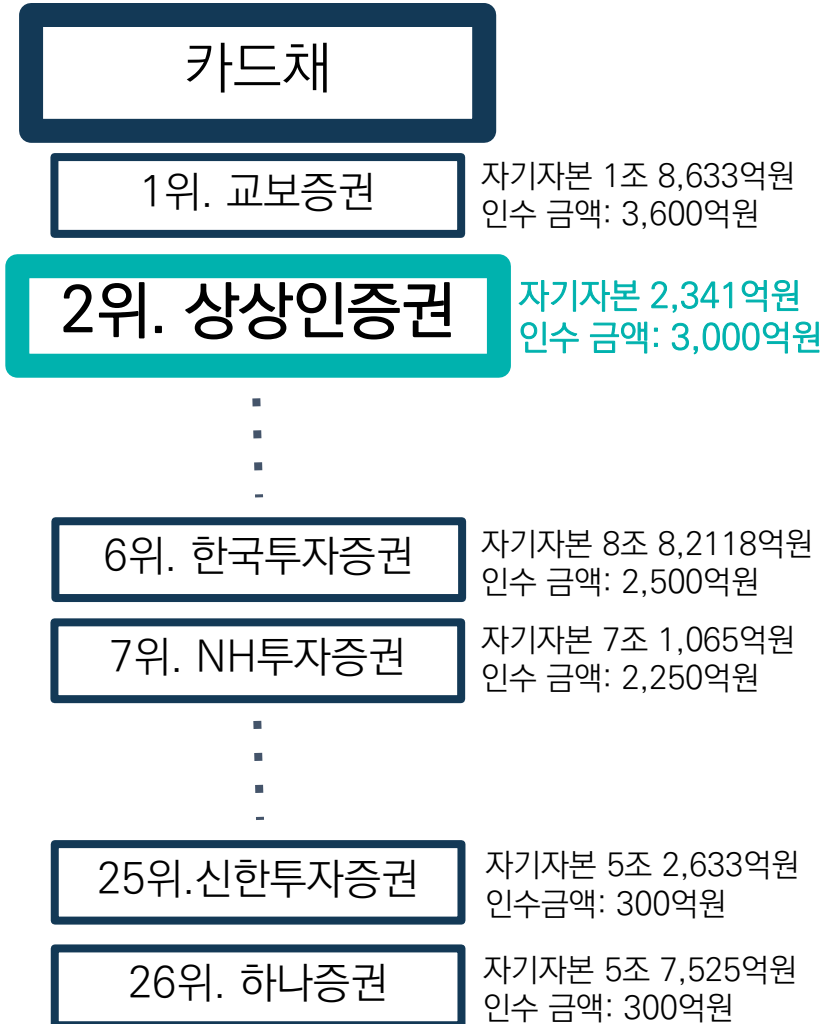 카드채
1위. 교보증권
자기자본 1조 8,633억원
인수 금액: 3,600억원
2위. 상상인증권
자기자본 2,341억원
인수 금액: 3,000억원
6위. 한국투자증권
자기자본 8조 8,2118억원
인수 금액: 2,500억원
7위. NH투자증권
자기자본 7조 1,065억원
인수 금액: 2,250억원
25위.신한투자증권
자기자본 5조 2,633억원
인수금액: 300억원
26위. 하나증권
자기자본 5조 7,525억원
인수 금액: 300억원